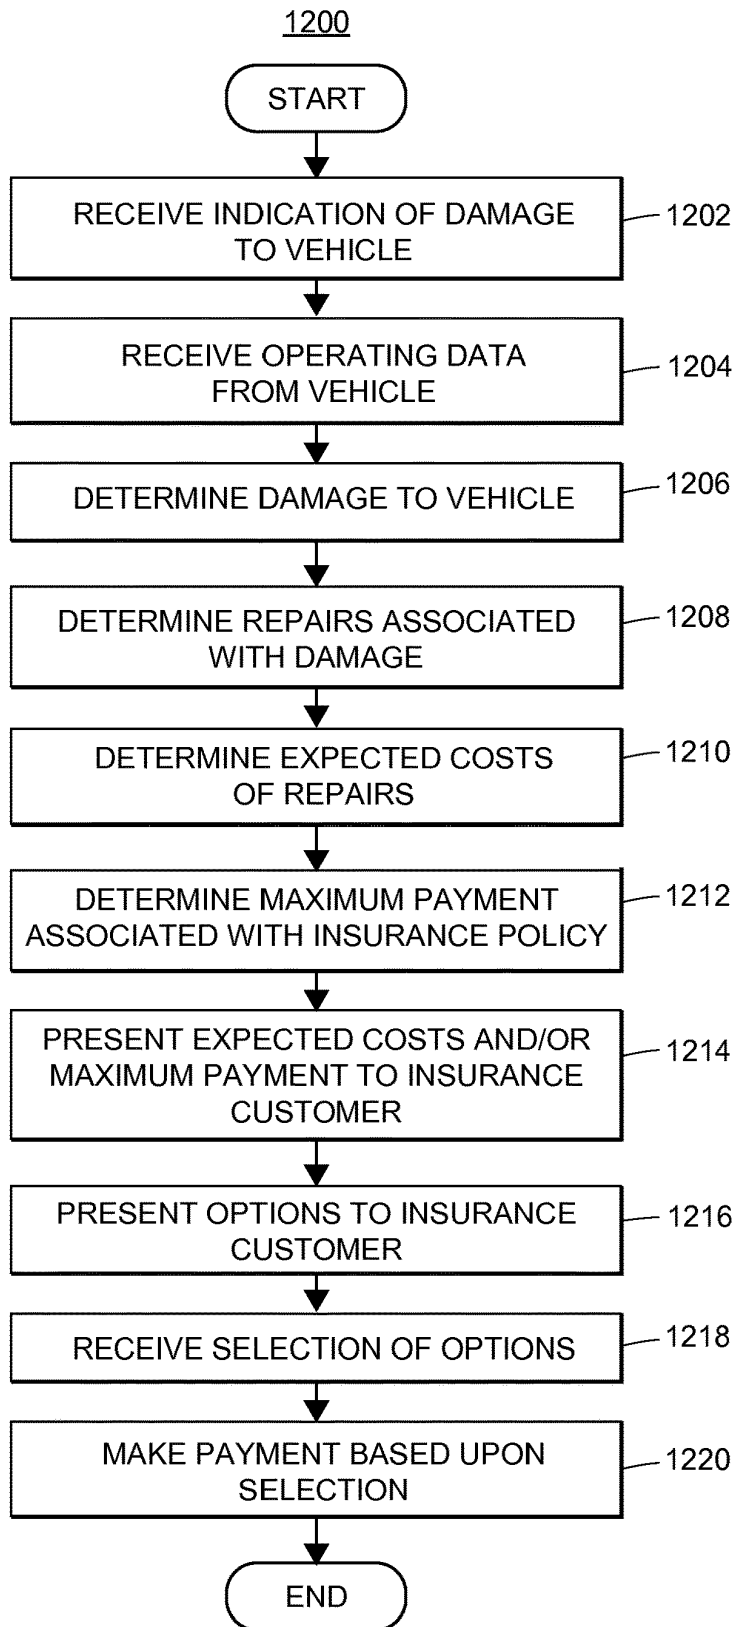 1200
START
RECEIVE INDICATION OF DAMAGE
TO VEHICLE
1202
RECEIVE OPERATING DATA
FROM VEHICLE
1204
DETERMINE DAMAGE TO VEHICLE
1206
DETERMINE REPAIRS ASSOCIATED
WITH DAMAGE
1208
DETERMINE EXPECTED COSTS
OF REPAIRS
1210
DETERMINE MAXIMUM PAYMENT
ASSOCIATED WITH INSURANCE POLICY
1212
PRESENT EXPECTED COSTS AND/OR
MAXIMUM PAYMENT TO INSURANCE
CUSTOMER
1214
PRESENT OPTIONS TO INSURANCE
CUSTOMER
1216
RECEIVE SELECTION OF OPTIONS
1218
MAKE PAYMENT BASED UPON
SELECTION
1220
END